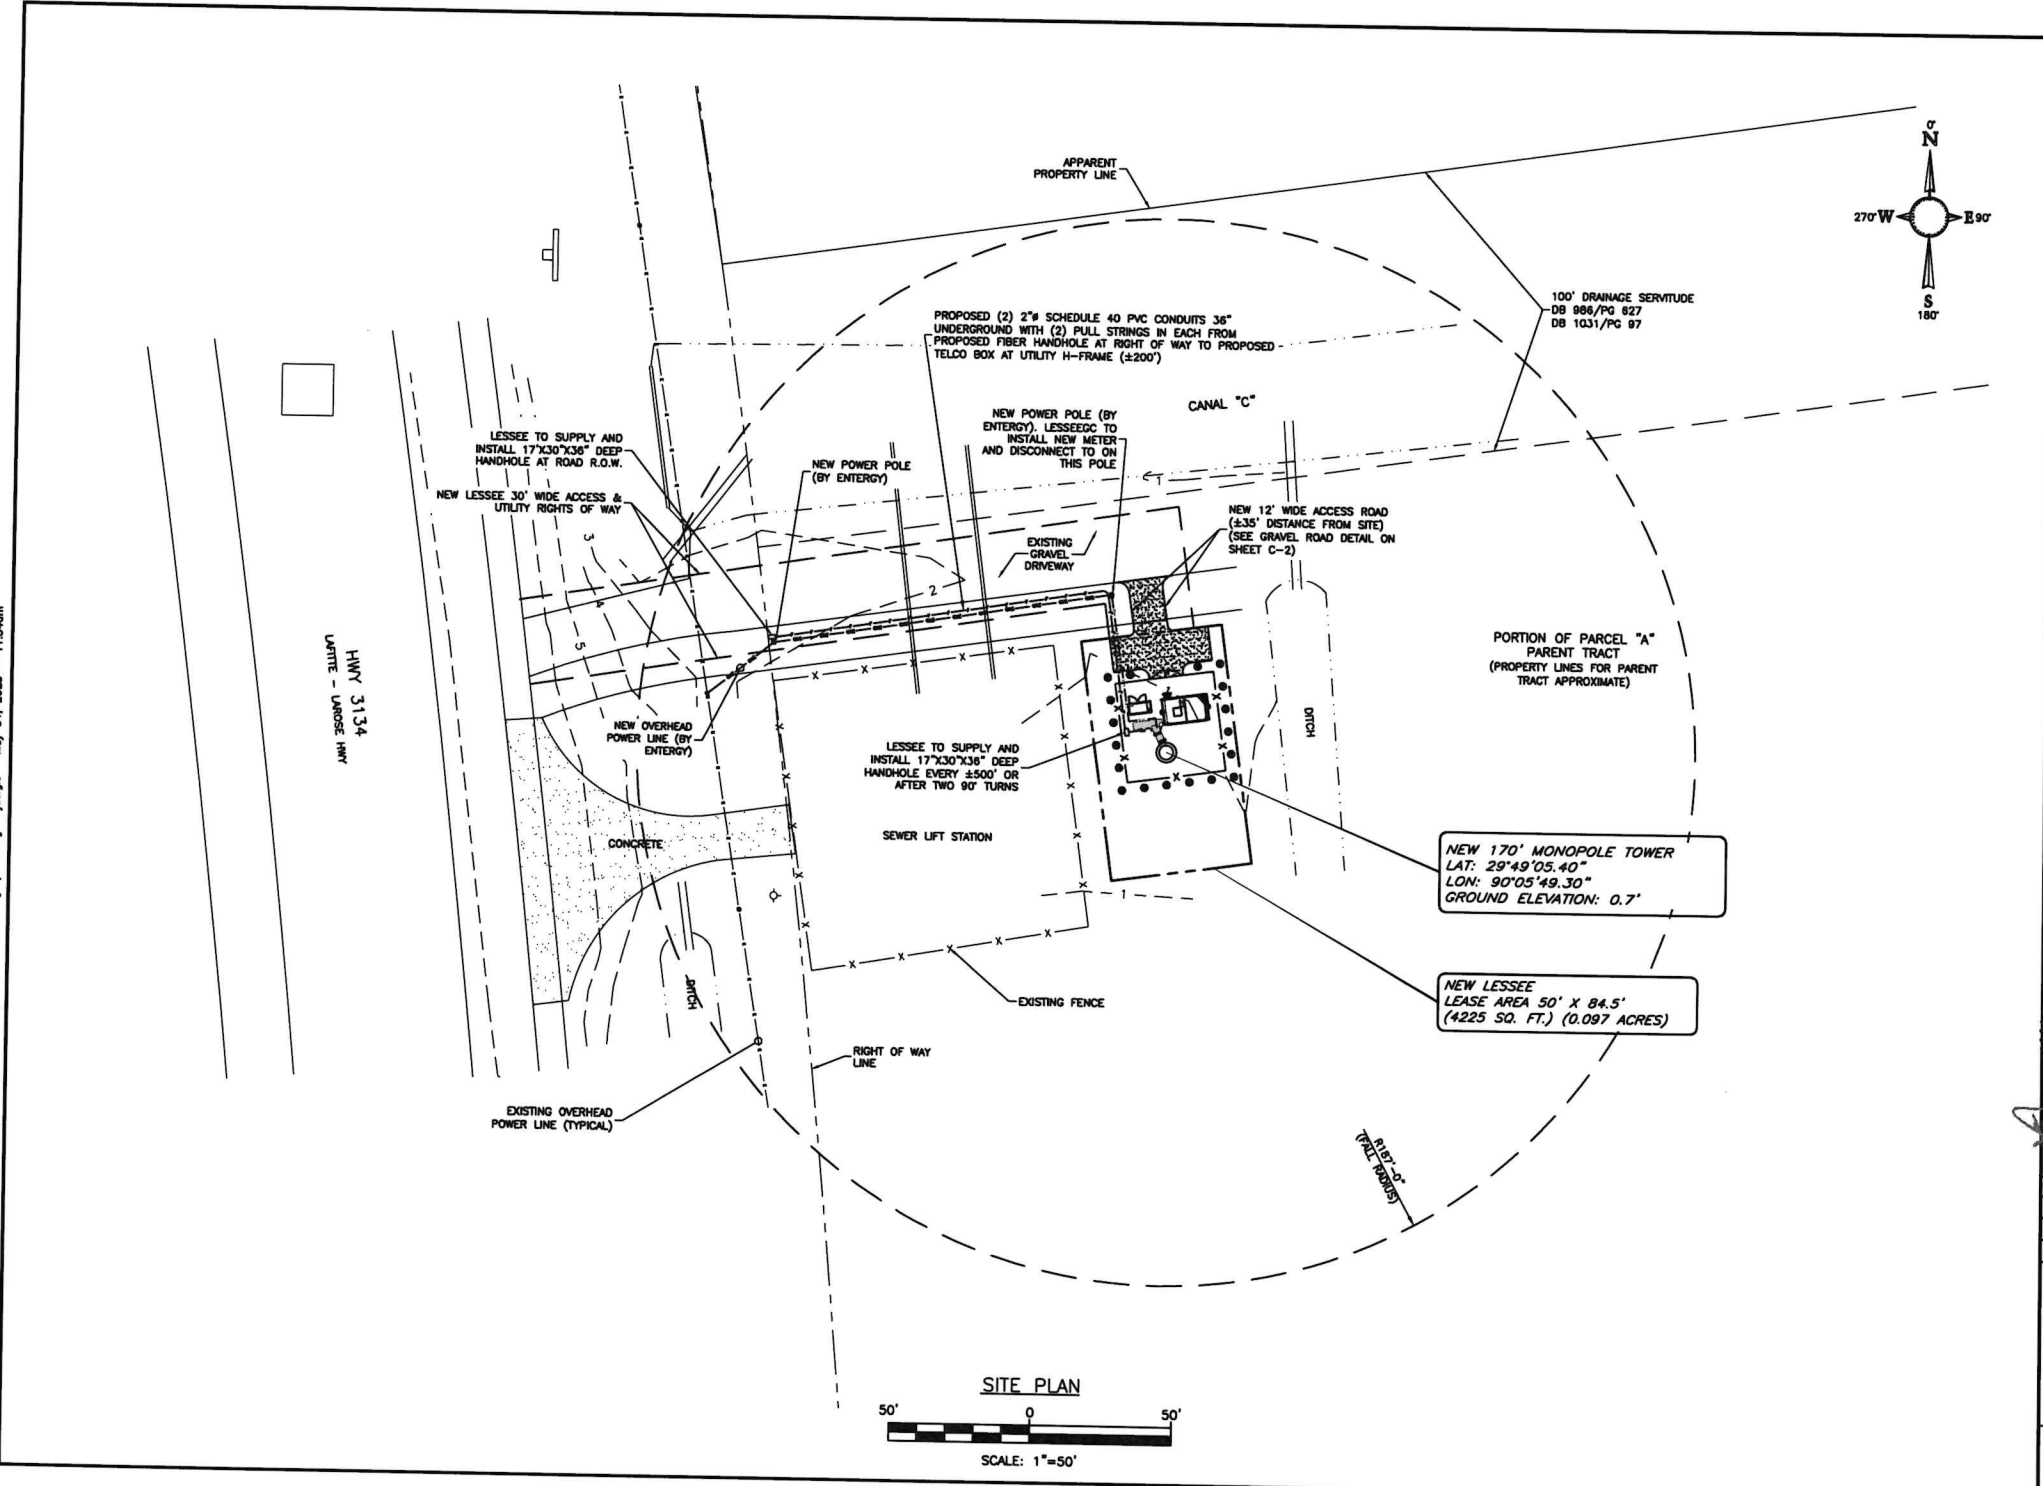 APPARENT
PROPERTY LINE
0°
N
270° W
E 90°
S
180°
100' DRAINAGE SERVITUDE
DB 986/PG 627
DB 1031/PG 97
PROPOSED (2) 2"ø SCHEDULE 40 PVC CONDUITS 36"
UNDERGROUND WITH (2) PULL STRINGS IN EACH FROM
PROPOSED FIBER HANDHOLE AT RIGHT OF WAY TO PROPOSED
TELCO BOX AT UTILITY H-FRAME (±200')
CANAL "C"
NEW POWER POLE (BY
ENTERGY). LESSEEGC TO
INSTALL NEW METER
AND DISCONNECT TO ON
THIS POLE
LESSEE TO SUPPLY AND
INSTALL 17"X30"X36" DEEP
HANDHOLE AT ROAD R.O.W.
NEW POWER POLE
(BY ENTERGY)
NEW LESSEE 30' WIDE ACCESS &
UTILITY RIGHTS OF WAY
1
NEW 12' WIDE ACCESS ROAD
(±35' DISTANCE FROM SITE)
(SEE GRAVEL ROAD DETAIL ON
SHEET C-2)
EXISTING
GRAVEL
DRIVEWAY
3
2
4
5
HWY 3134
LAFITTE - LAROSE HWY
PORTION OF PARCEL "A"
PARENT TRACT
(PROPERTY LINES FOR PARENT
TRACT APPROXIMATE)
DITCH
NEW OVERHEAD
POWER LINE (BY
ENTERGY)
LESSEE TO SUPPLY AND
INSTALL 17"X30"X36" DEEP
HANDHOLE EVERY ±500' OR
AFTER TWO 90° TURNS
SEWER LIFT STATION
CONCRETE
NEW 170' MONOPOLE TOWER
LAT: 29°49'05.40"
LON: 90°05'49.30"
GROUND ELEVATION: 0.7'
1
DITCH
NEW LESSEE
LEASE AREA 50' X 84.5'
(4225 SQ. FT.) (0.097 ACRES)
EXISTING FENCE
RIGHT OF WAY
LINE
EXISTING OVERHEAD
POWER LINE (TYPICAL)
R187'-0"
(FALL RADIUS)
SITE PLAN
50'
0
50'
SCALE: 1"=50'